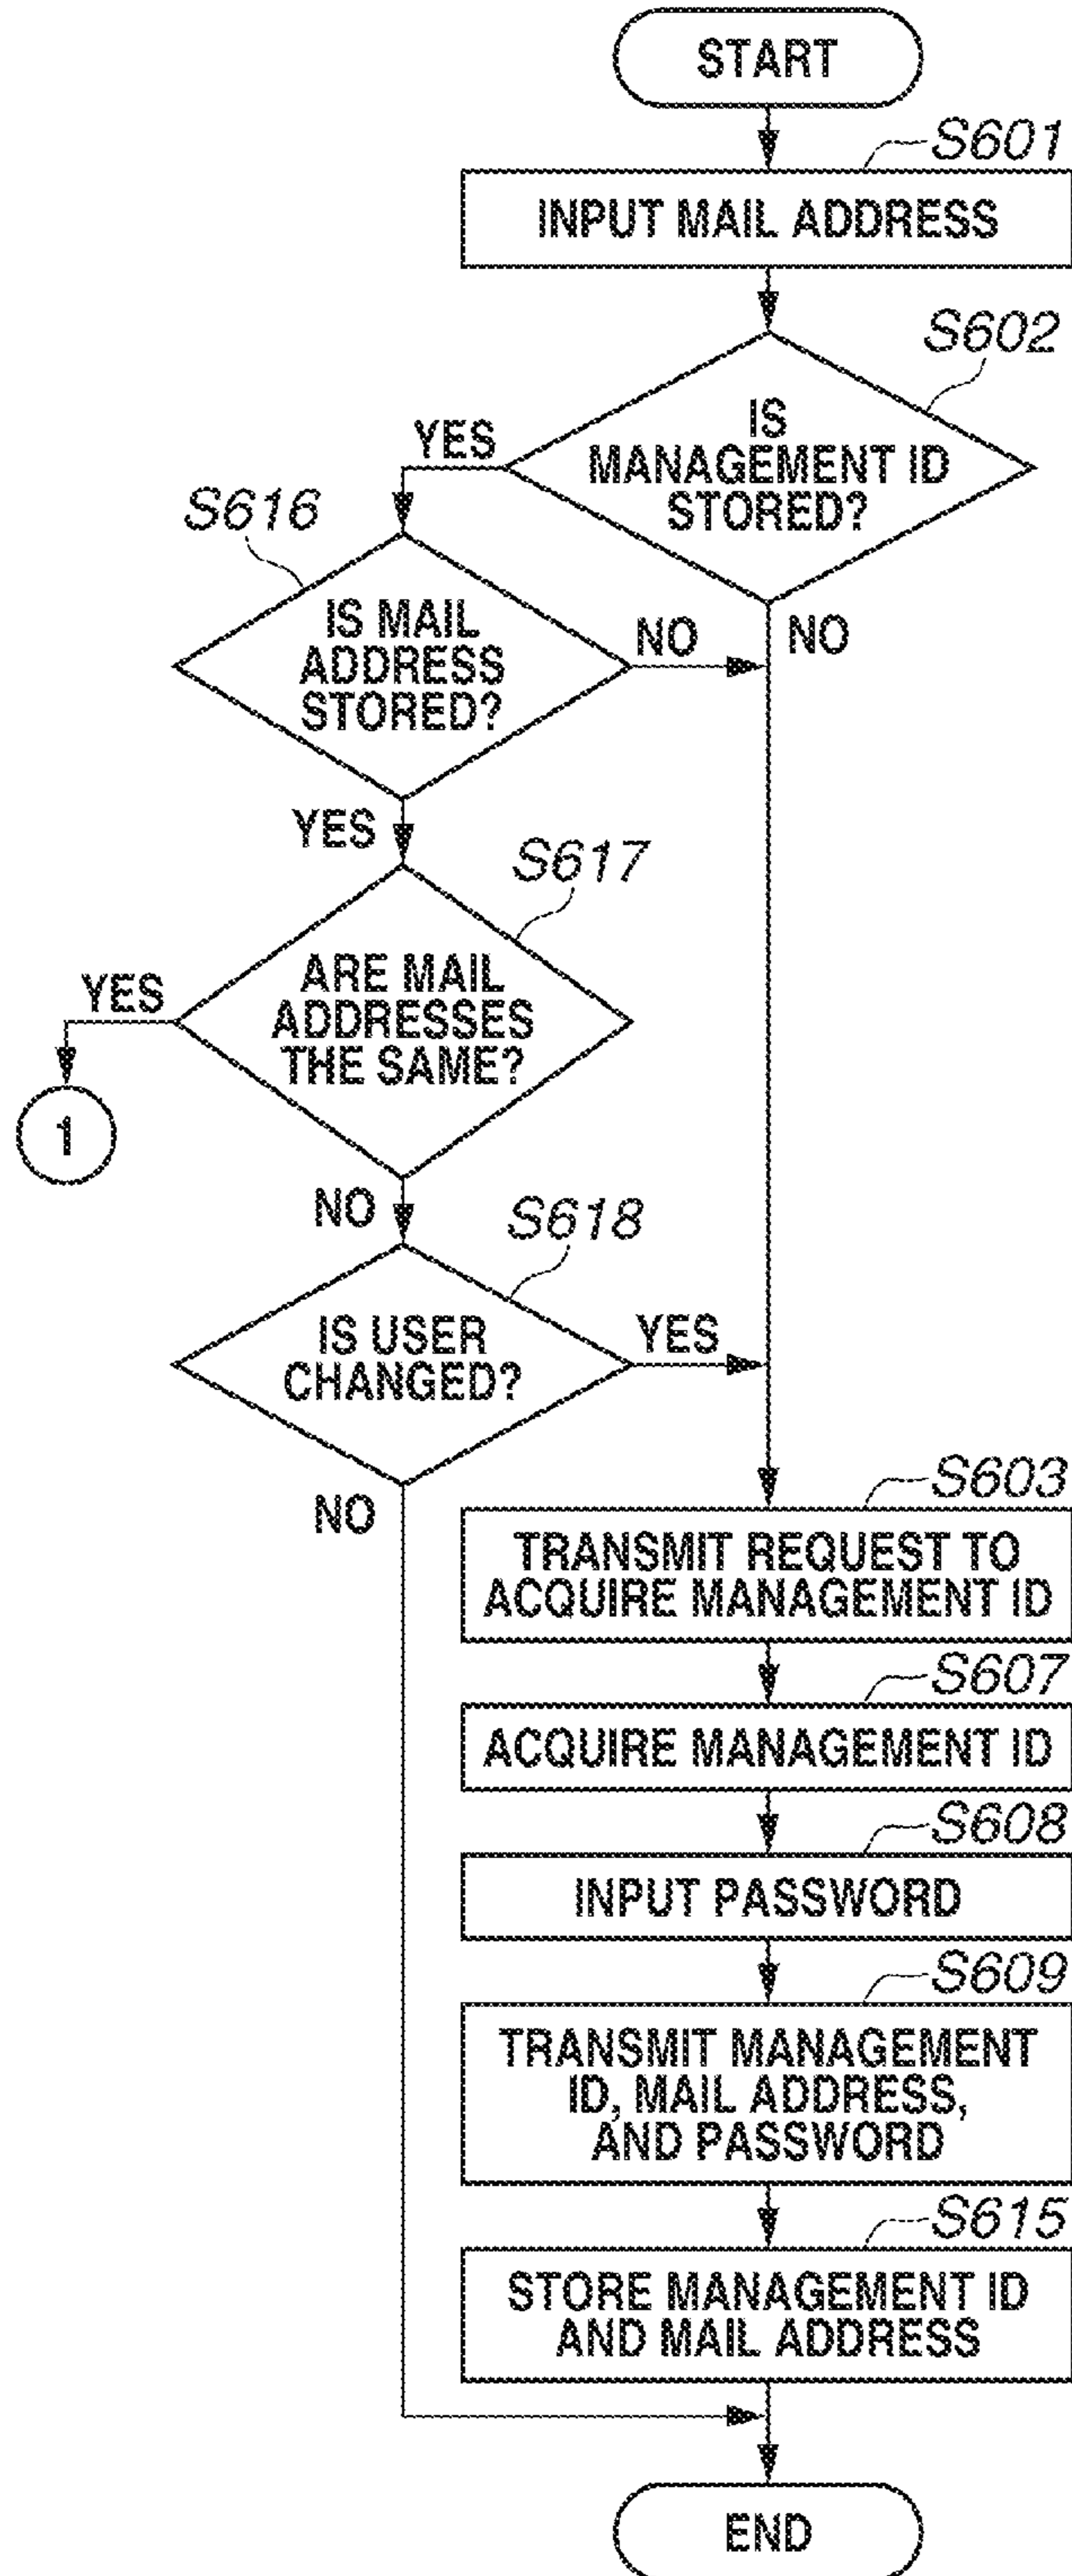 START
S601
INPUT MAIL ADDRESS
S602
IS
MANAGEMENT ID
STORED?
YES
NO
S616
IS MAIL
ADDRESS
STORED?
NO
YES
S617
ARE MAIL
ADDRESSES
THE SAME?
YES
1
NO
S618
IS USER
CHANGED?
YES
NO
S603
TRANSMIT REQUEST TO
ACQUIRE MANAGEMENT ID
S607
ACQUIRE MANAGEMENT ID
S608
INPUT PASSWORD
S609
TRANSMIT MANAGEMENT
ID, MAIL ADDRESS,
AND PASSWORD
S615
STORE MANAGEMENT ID
AND MAIL ADDRESS
END